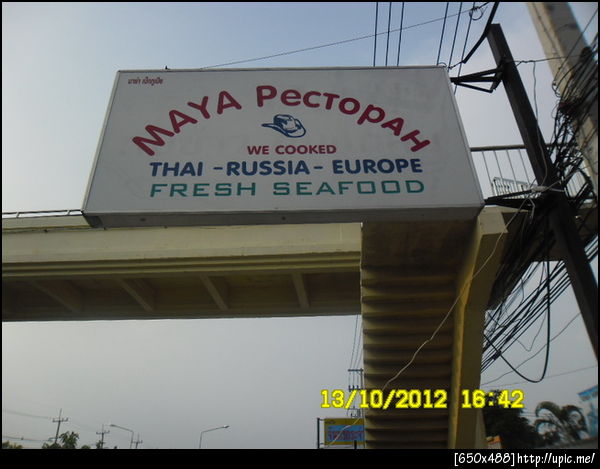 MAYA Ресторан
WE COOKED
THAI - RUSSIA - EUROPE
FRESH SEAFOOD
13/10/2012 16:42
[650x488]http://upic.me/